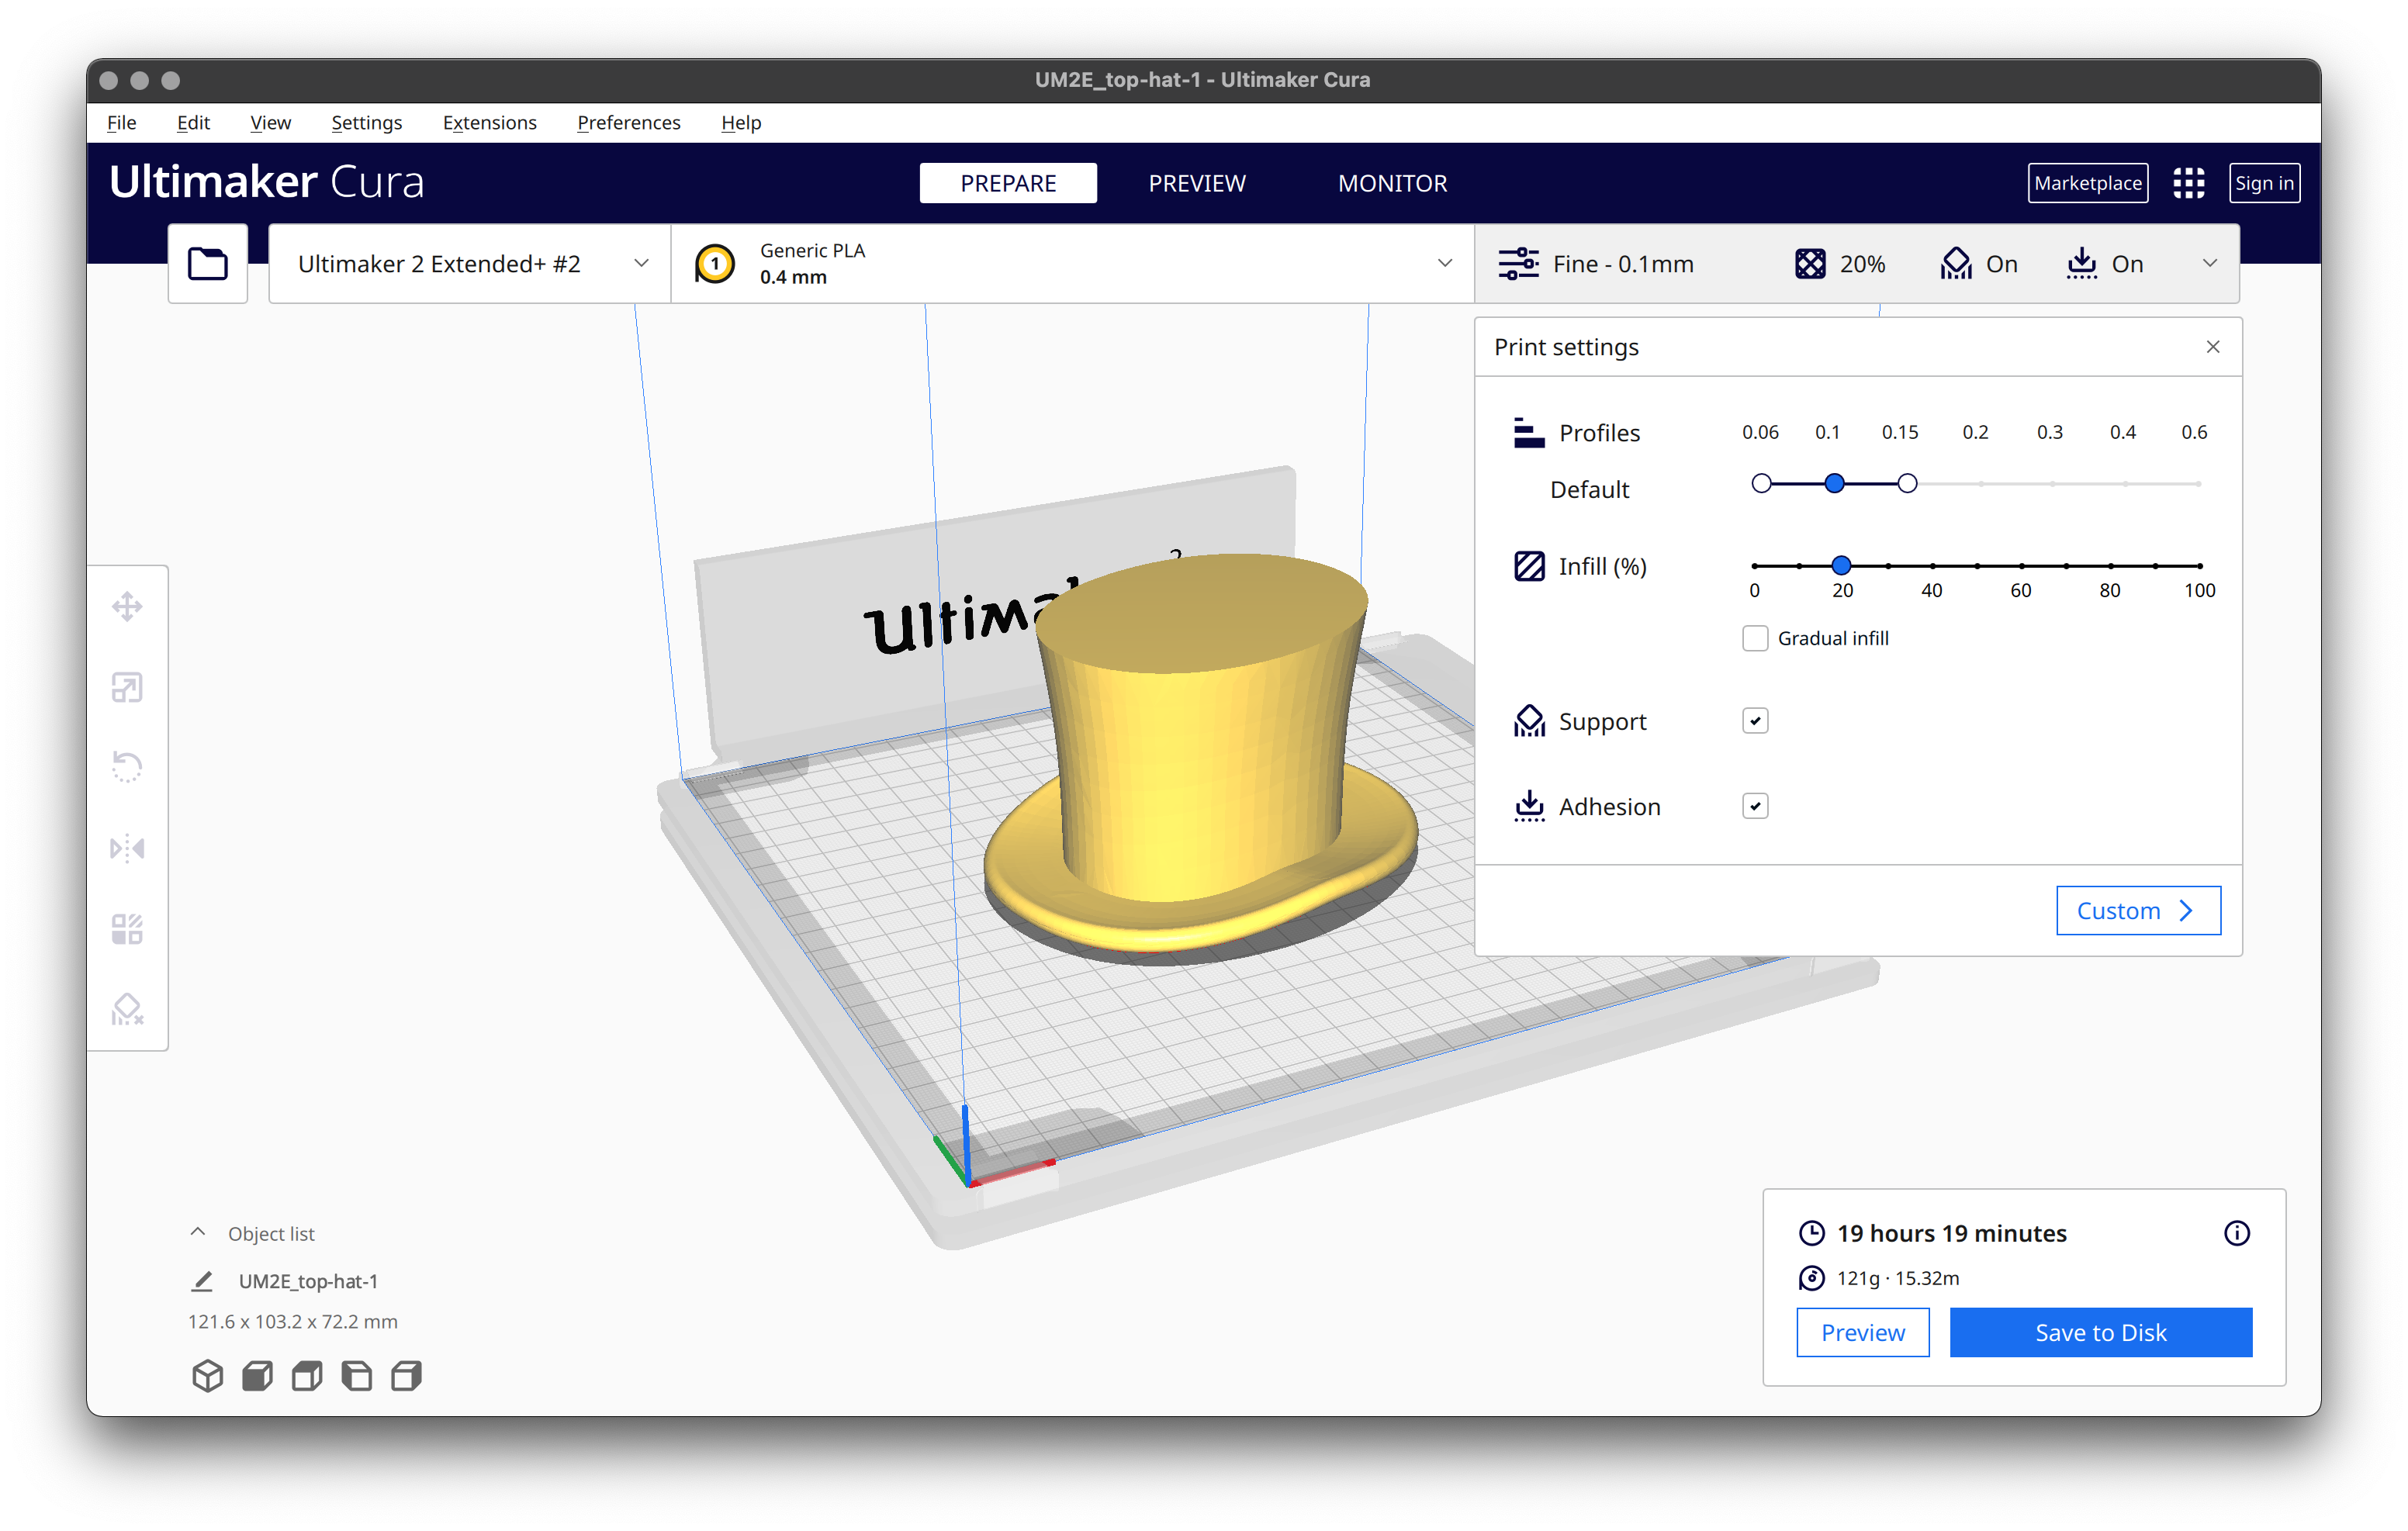 UM2E_top-hat-1 - Ultimaker Cura
File Edit View Settings Extensions Preferences Help
Ultimaker Cura
PREPARE PREVIEW MONITOR
Marketplace Sign in
Ultimaker 2 Extended+ #2
1
Generic PLA
0.4 mm
Fine - 0.1mm 20% On On
Print settings
Profiles 0.06 0.1 0.15 0.2 0.3 0.4 0.6
Default
Infill (%)
0 20 40 60 80 100
Gradual infill
Support
Adhesion
Custom
Object list
UM2E_top-hat-1
121.6 x 103.2 x 72.2 mm
19 hours 19 minutes
121g · 15.32m
Preview Save to Disk